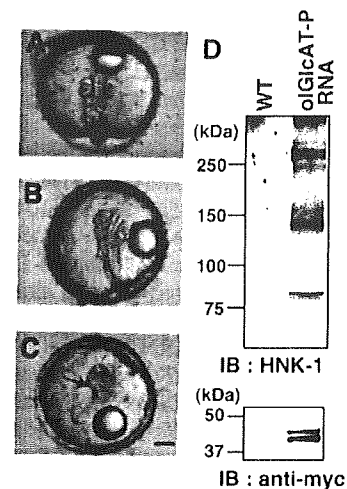 A
B
C
D
WT
olGlcAT-P
RNA
(kDa)
250
150
100
75
IB : HNK-1
(kDa)
50
37
IB : anti-myc